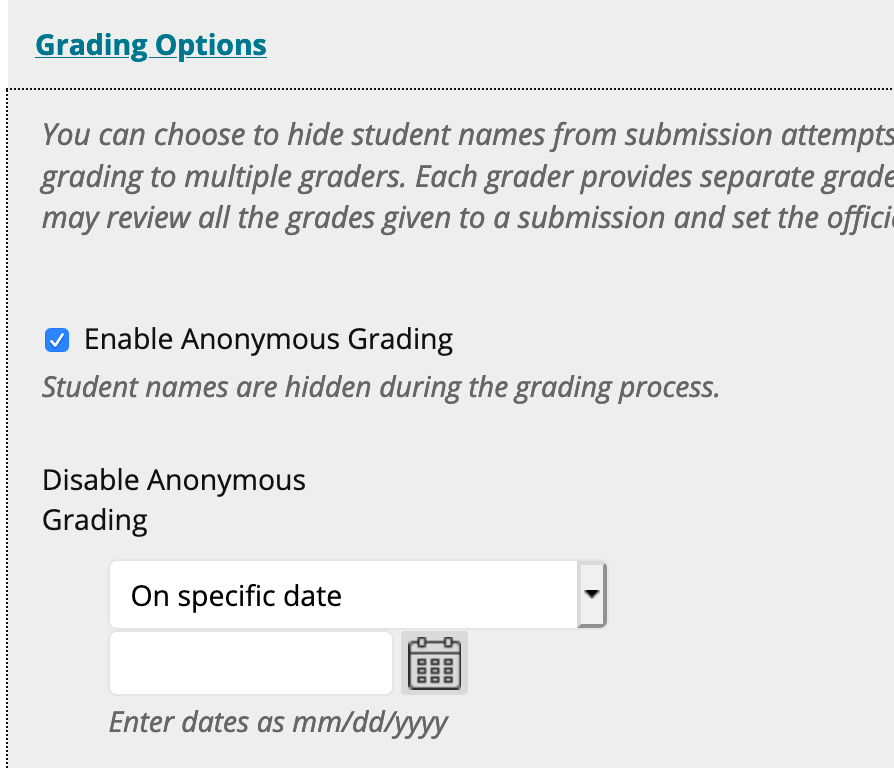 Grading Options
You can choose to hide student names from submission attempts
grading to multiple graders. Each grader provides separate grade
may review all the grades given to a submission and set the offici
Enable Anonymous Grading
Student names are hidden during the grading process.
Disable Anonymous
Grading
On specific date
Enter dates as mm/dd/yyyy